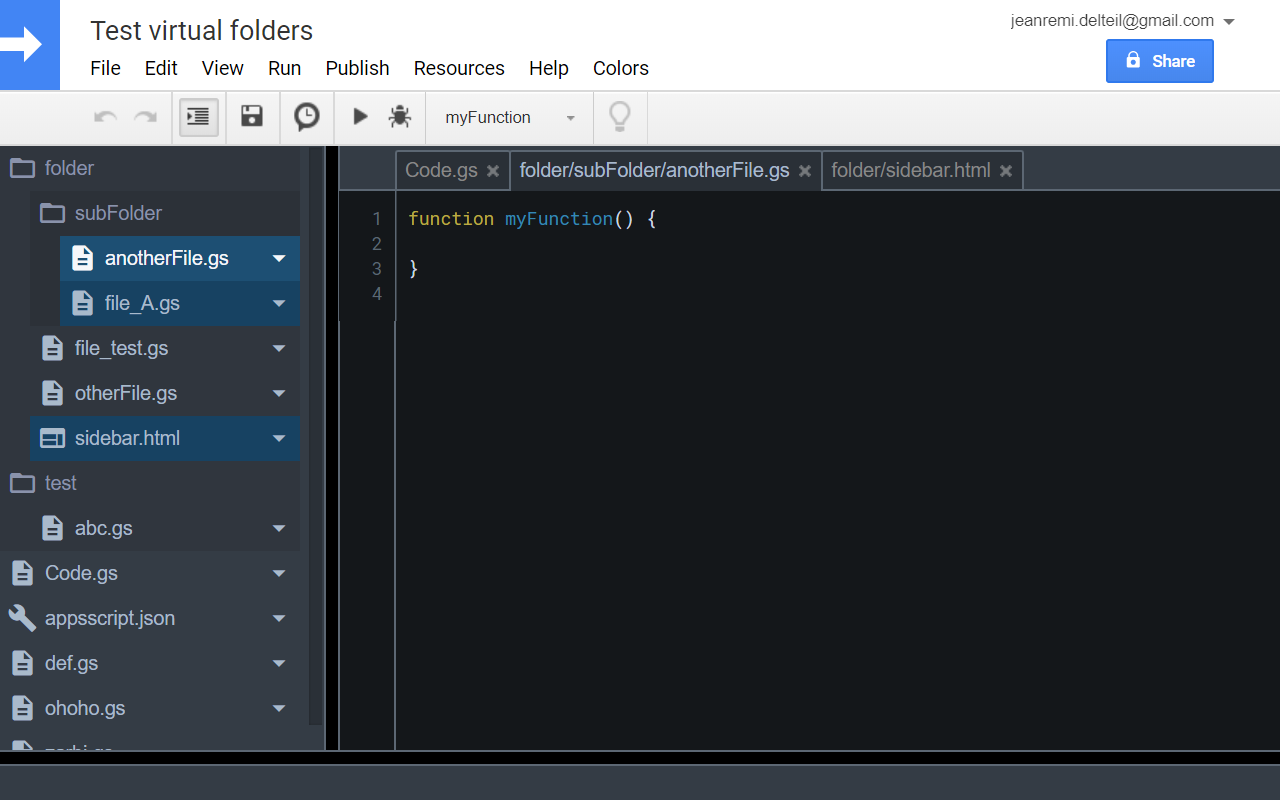 Test virtual folders
jeanremi.delteil@gmail.com
File Edit View Run Publish Resources Help Colors
Share
myFunction
folder
subFolder
anotherFile.gs
file_A.gs
file_test.gs
otherFile.gs
sidebar.html
test
abc.gs
Code.gs
appsscript.json
def.gs
ohoho.gs
Code.gs folder/subFolder/anotherFile.gs folder/sidebar.html
1 function myFunction() {
2
3 }
4